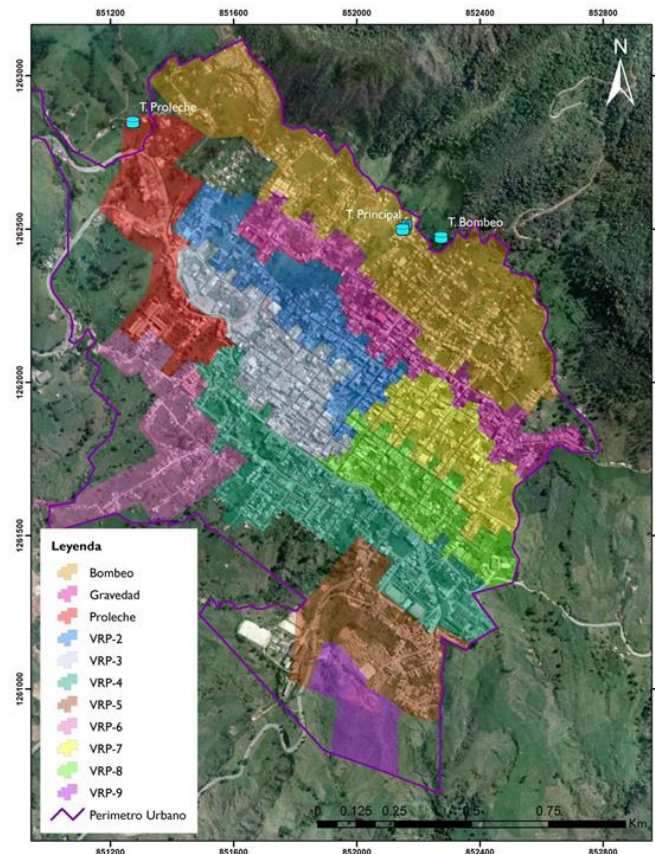 851200 851600 852000 852400 852800
1263000
N
T. Proleche
T. Principal
T. Bombeo
1262500
1262000
1261500
1261000
Leyenda
Bombeo
Gravedad
Proleche
VRP-2
VRP-3
VRP-4
VRP-5
VRP-6
VRP-7
VRP-8
VRP-9
Perimetro Urbano
0 0.125 0.25 0.5 0.75
Km
851200 851600 852000 852400 852800